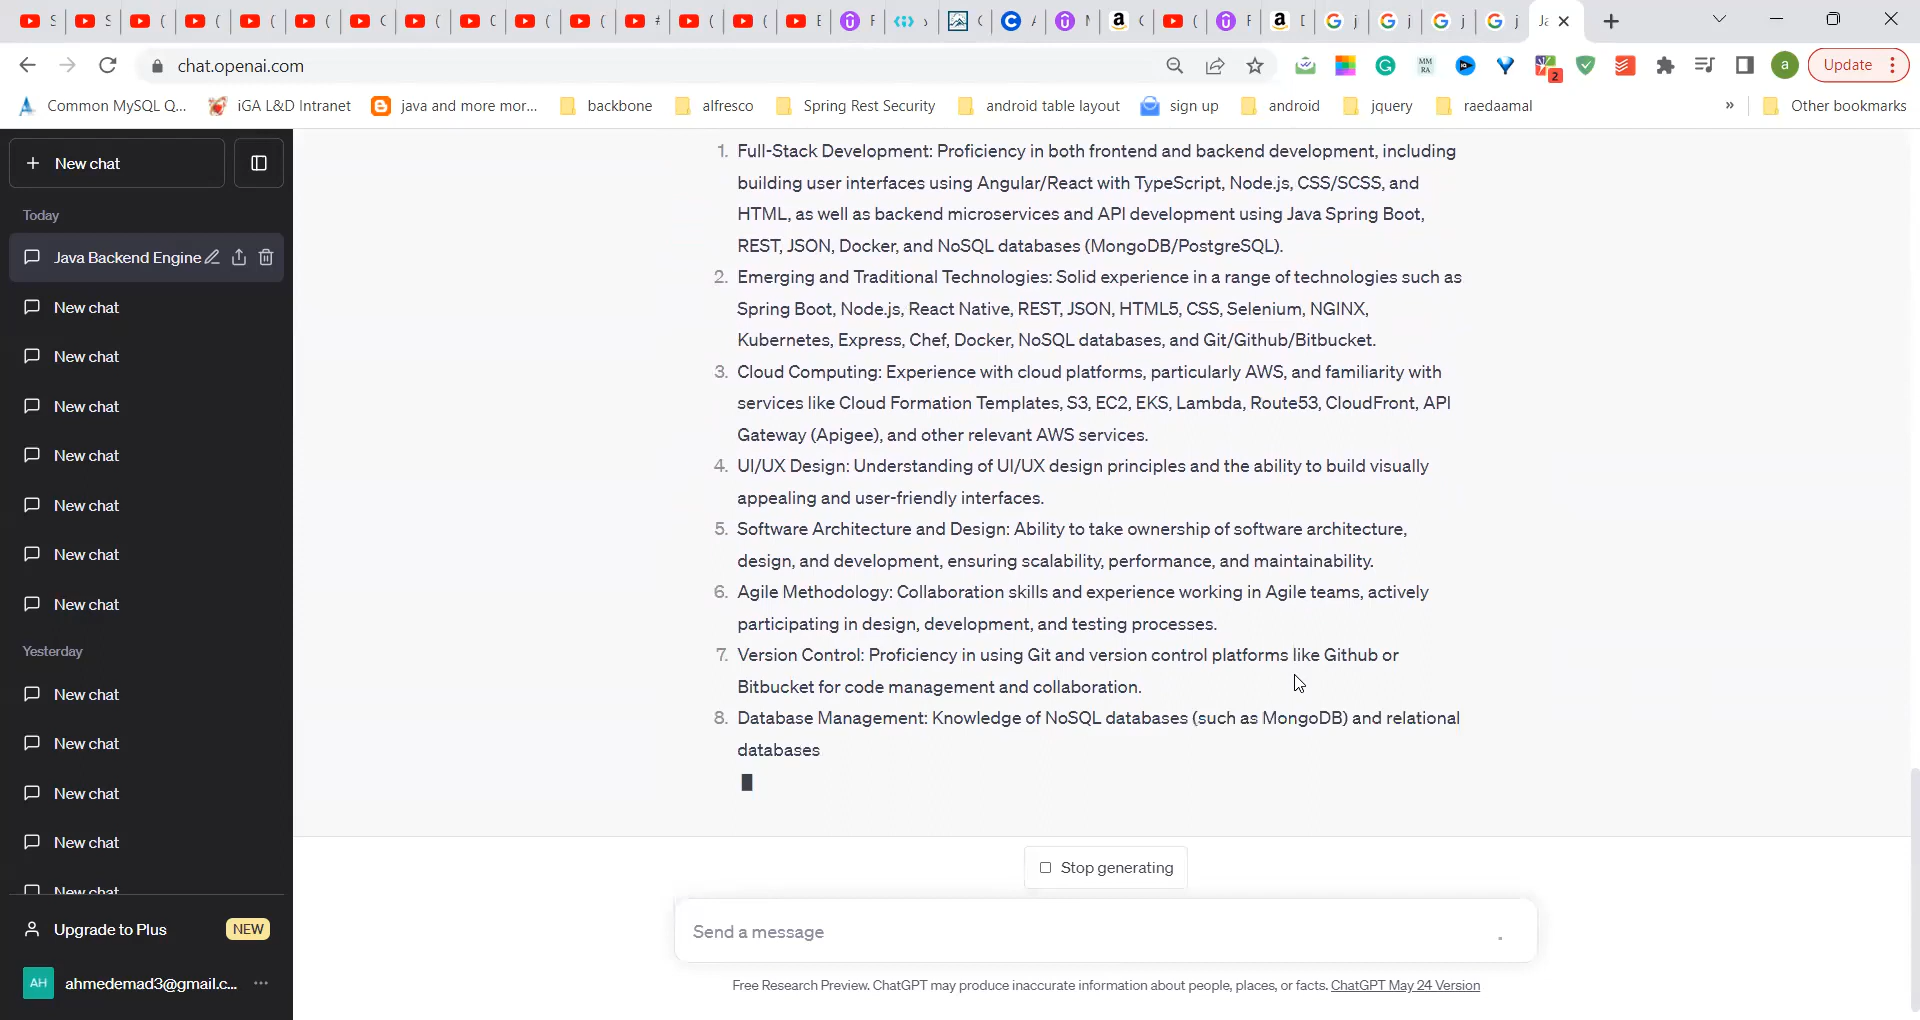 chat.openai.com
Update
Common MySQL Q...
iGA L&D Intranet
java and more mor...
backbone
alfresco
Spring Rest Security
android table layout
sign up
android
jquery
raedaamal
»
Other bookmarks
New chat
Today
Java Backend Engine
New chat
New chat
New chat
New chat
New chat
New chat
New chat
Yesterday
New chat
New chat
New chat
New chat
New chat
Upgrade to Plus
NEW
AH
ahmedemad3@gmail.c...
1. Full-Stack Development: Proficiency in both frontend and backend development, including
building user interfaces using Angular/React with TypeScript, Node.js, CSS/SCSS, and
HTML, as well as backend microservices and API development using Java Spring Boot,
REST, JSON, Docker, and NoSQL databases (MongoDB/PostgreSQL).
2. Emerging and Traditional Technologies: Solid experience in a range of technologies such as
Spring Boot, Node.js, React Native, REST, JSON, HTML5, CSS, Selenium, NGINX,
Kubernetes, Express, Chef, Docker, NoSQL databases, and Git/Github/Bitbucket.
3. Cloud Computing: Experience with cloud platforms, particularly AWS, and familiarity with
services like Cloud Formation Templates, S3, EC2, EKS, Lambda, Route53, CloudFront, API
Gateway (Apigee), and other relevant AWS services.
4. UI/UX Design: Understanding of UI/UX design principles and the ability to build visually
appealing and user-friendly interfaces.
5. Software Architecture and Design: Ability to take ownership of software architecture,
design, and development, ensuring scalability, performance, and maintainability.
6. Agile Methodology: Collaboration skills and experience working in Agile teams, actively
participating in design, development, and testing processes.
7. Version Control: Proficiency in using Git and version control platforms like Github or
Bitbucket for code management and collaboration.
8. Database Management: Knowledge of NoSQL databases (such as MongoDB) and relational
databases
Stop generating
Send a message
Free Research Preview. ChatGPT may produce inaccurate information about people, places, or facts. ChatGPT May 24 Version